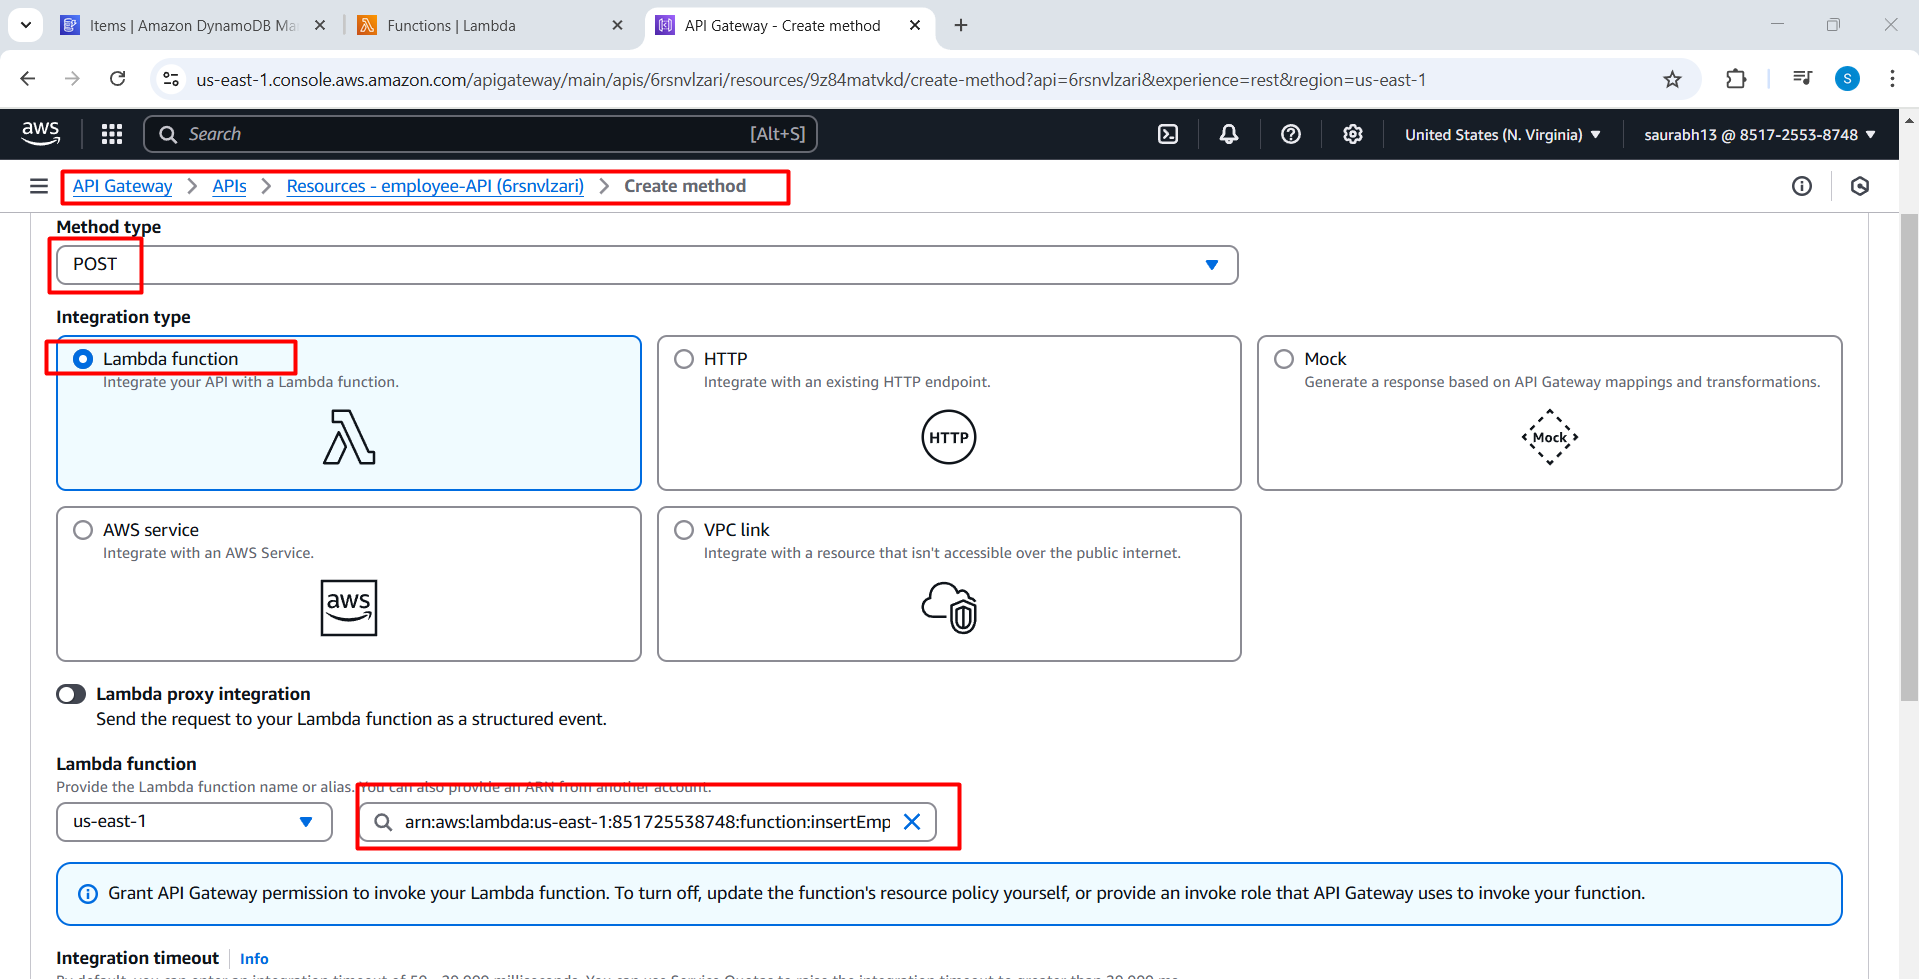 Items | Amazon DynamoDB Ma
Functions | Lambda
API Gateway - Create method
us-east-1.console.aws.amazon.com/apigateway/main/apis/6rsnvlzari/resources/9z84matvkd/create-method?api=6rsnvlzari&experience=rest&region=us-east-1
S
aws
Search
[Alt+S]
United States (N. Virginia)
saurabh13 @ 8517-2553-8748
API Gateway
APIs
Resources - employee-API (6rsnvlzari)
Create method
Method type
POST
Integration type
Lambda function
Integrate your API with a Lambda function.
HTTP
Integrate with an existing HTTP endpoint.
HTTP
Mock
Generate a response based on API Gateway mappings and transformations.
Mock
AWS service
Integrate with an AWS Service.
aws
VPC link
Integrate with a resource that isn't accessible over the public internet.
Lambda proxy integration
Send the request to your Lambda function as a structured event.
Lambda function
Provide the Lambda function name or alias. You can also provide an ARN from another account.
us-east-1
arn:aws:lambda:us-east-1:851725538748:function:insertEmp
Grant API Gateway permission to invoke your Lambda function. To turn off, update the function's resource policy yourself, or provide an invoke role that API Gateway uses to invoke your function.
Integration timeout
Info